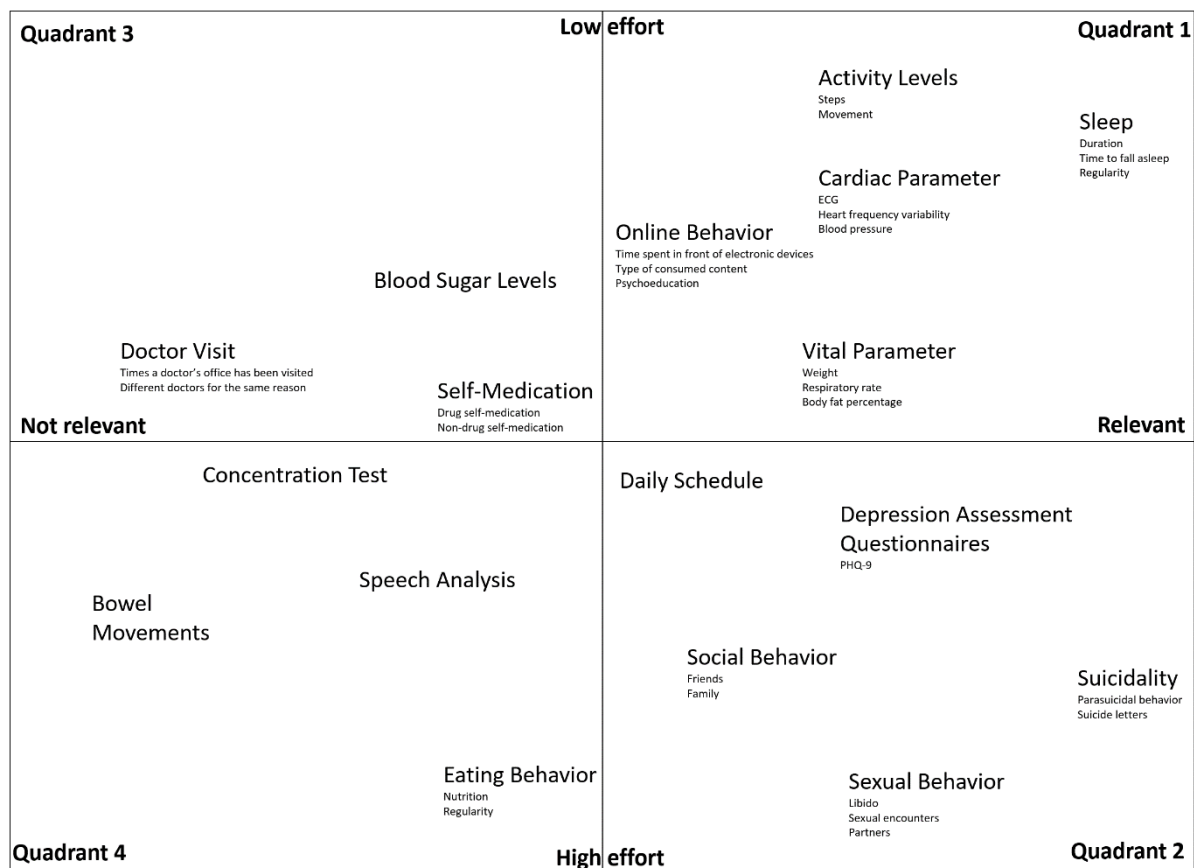 Quadrant 3
Low effort
Quadrant 1
Activity Levels
Steps
Movement
Sleep
Duration
Time to fall asleep
Regularity
Cardiac Parameter
ECG
Heart frequency variability
Blood pressure
Online Behavior
Time spent in front of electronic devices
Type of consumed content
Psychoeducation
Blood Sugar Levels
Doctor Visit
Times a doctor's office has been visited
Different doctors for the same reason
Self-Medication
Drug self-medication
Non-drug self-medication
Vital Parameter
Weight
Respiratory rate
Body fat percentage
Not relevant
Relevant
Concentration Test
Daily Schedule
Depression Assessment
Questionnaires
PHQ-9
Speech Analysis
Bowel
Movements
Social Behavior
Friends
Family
Suicidality
Parasuicidal behavior
Suicide letters
Eating Behavior
Nutrition
Regularity
Sexual Behavior
Libido
Sexual encounters
Partners
Quadrant 4
High effort
Quadrant 2